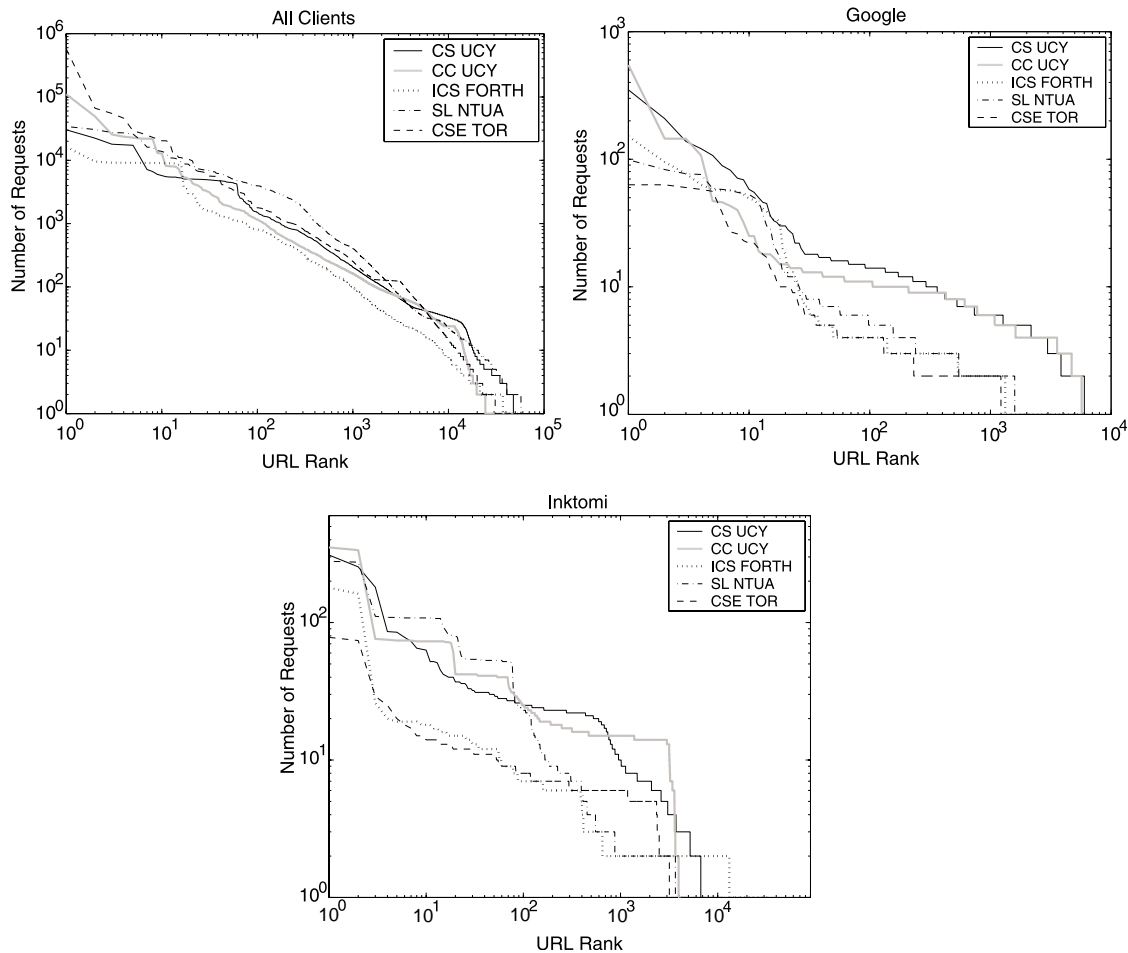 All Clients
10^6
10^5
10^4
10^3
10^2
10^1
10^0
Number of Requests
CS UCY
CC UCY
ICS FORTH
SL NTUA
CSE TOR
10^0 10^1 10^2 10^3 10^4 10^5
URL Rank
Google
10^3
10^2
10^1
10^0
Number of Requests
CS UCY
CC UCY
ICS FORTH
SL NTUA
CSE TOR
10^0 10^1 10^2 10^3 10^4
URL Rank
Inktomi
10^2
10^1
10^0
Number of Requests
CS UCY
CC UCY
ICS FORTH
SL NTUA
CSE TOR
10^0 10^1 10^2 10^3 10^4
URL Rank